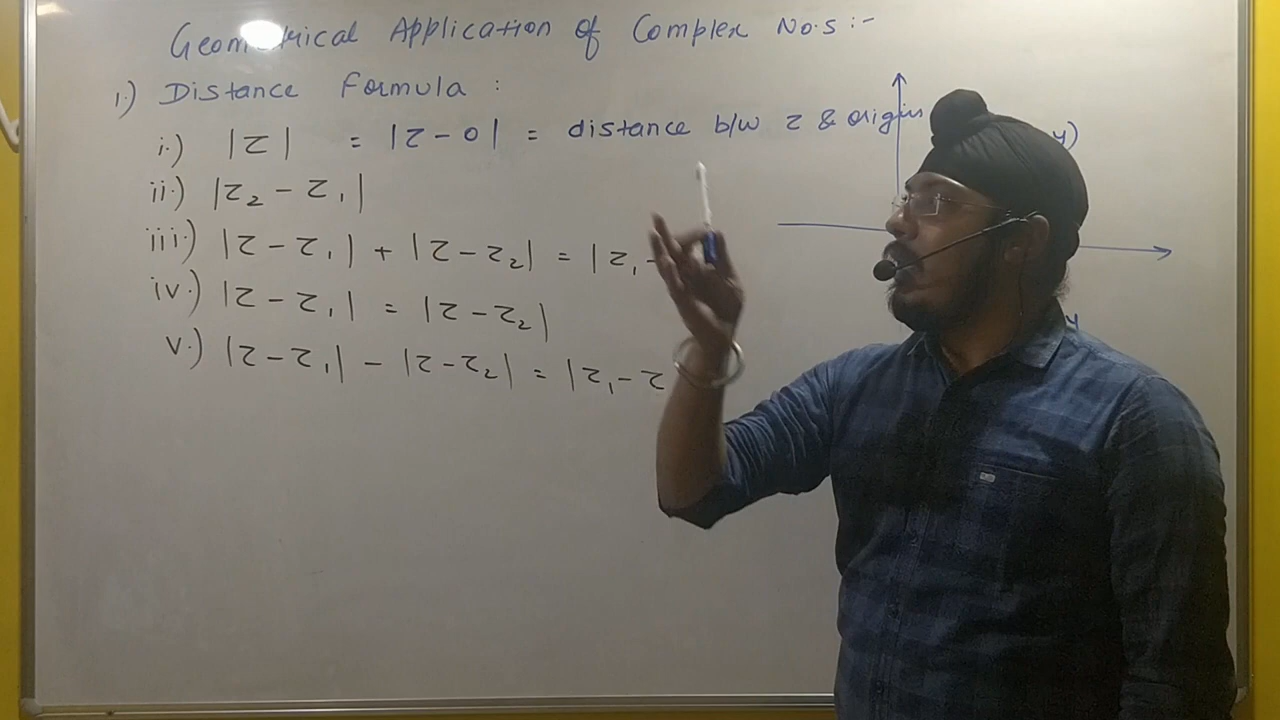 Geometrical Application of Complex No.s :-
1.) Distance Formula :
i.) |z| = |z-0| = distance b/w z & origin
ii.) |z₂ - z₁|
iii.) |z-z₁| + |z-z₂| = |z₁ -
iv.) |z-z₁| = |z-z₂|
v.) |z-z₁| - |z-z₂| = |z₁-z
y)